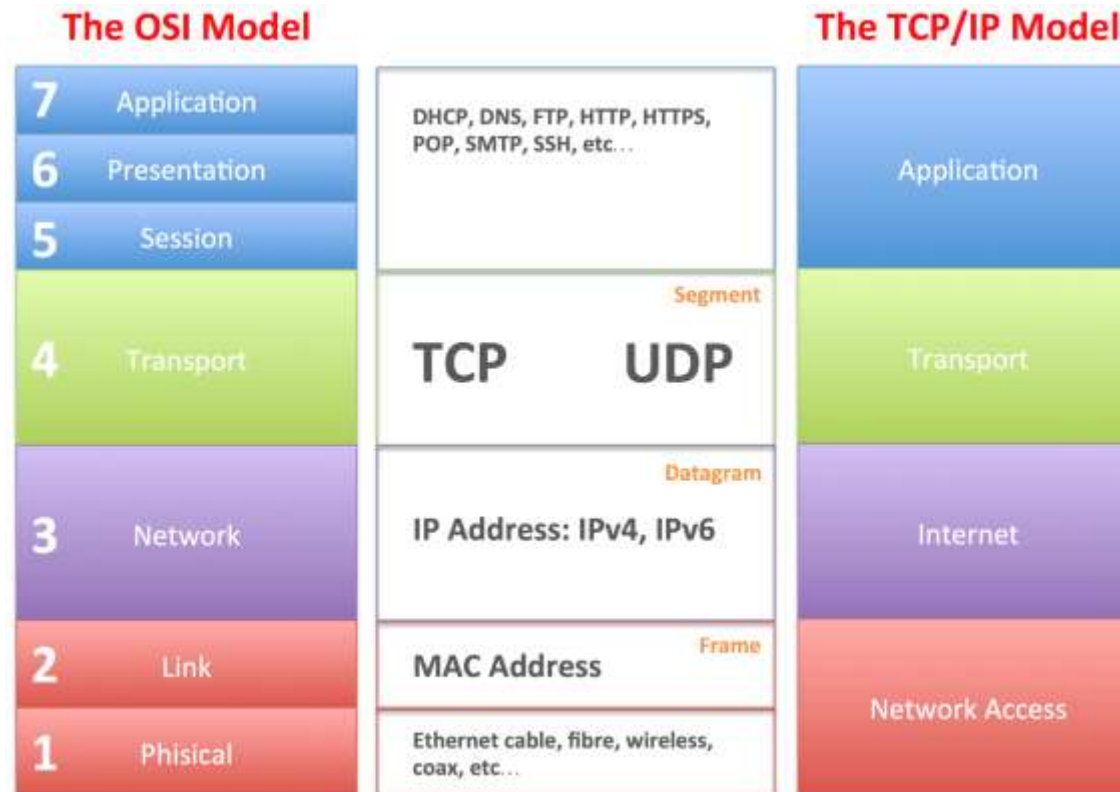 The OSI Model
The TCP/IP Model
7 Application
6 Presentation
5 Session
4 Transport
3 Network
2 Link
1 Phisical
DHCP, DNS, FTP, HTTP, HTTPS,
POP, SMTP, SSH, etc...
Segment
TCP UDP
Datagram
IP Address: IPv4, IPv6
Frame
MAC Address
Ethernet cable, fibre, wireless,
coax, etc...
Application
Transport
Internet
Network Access